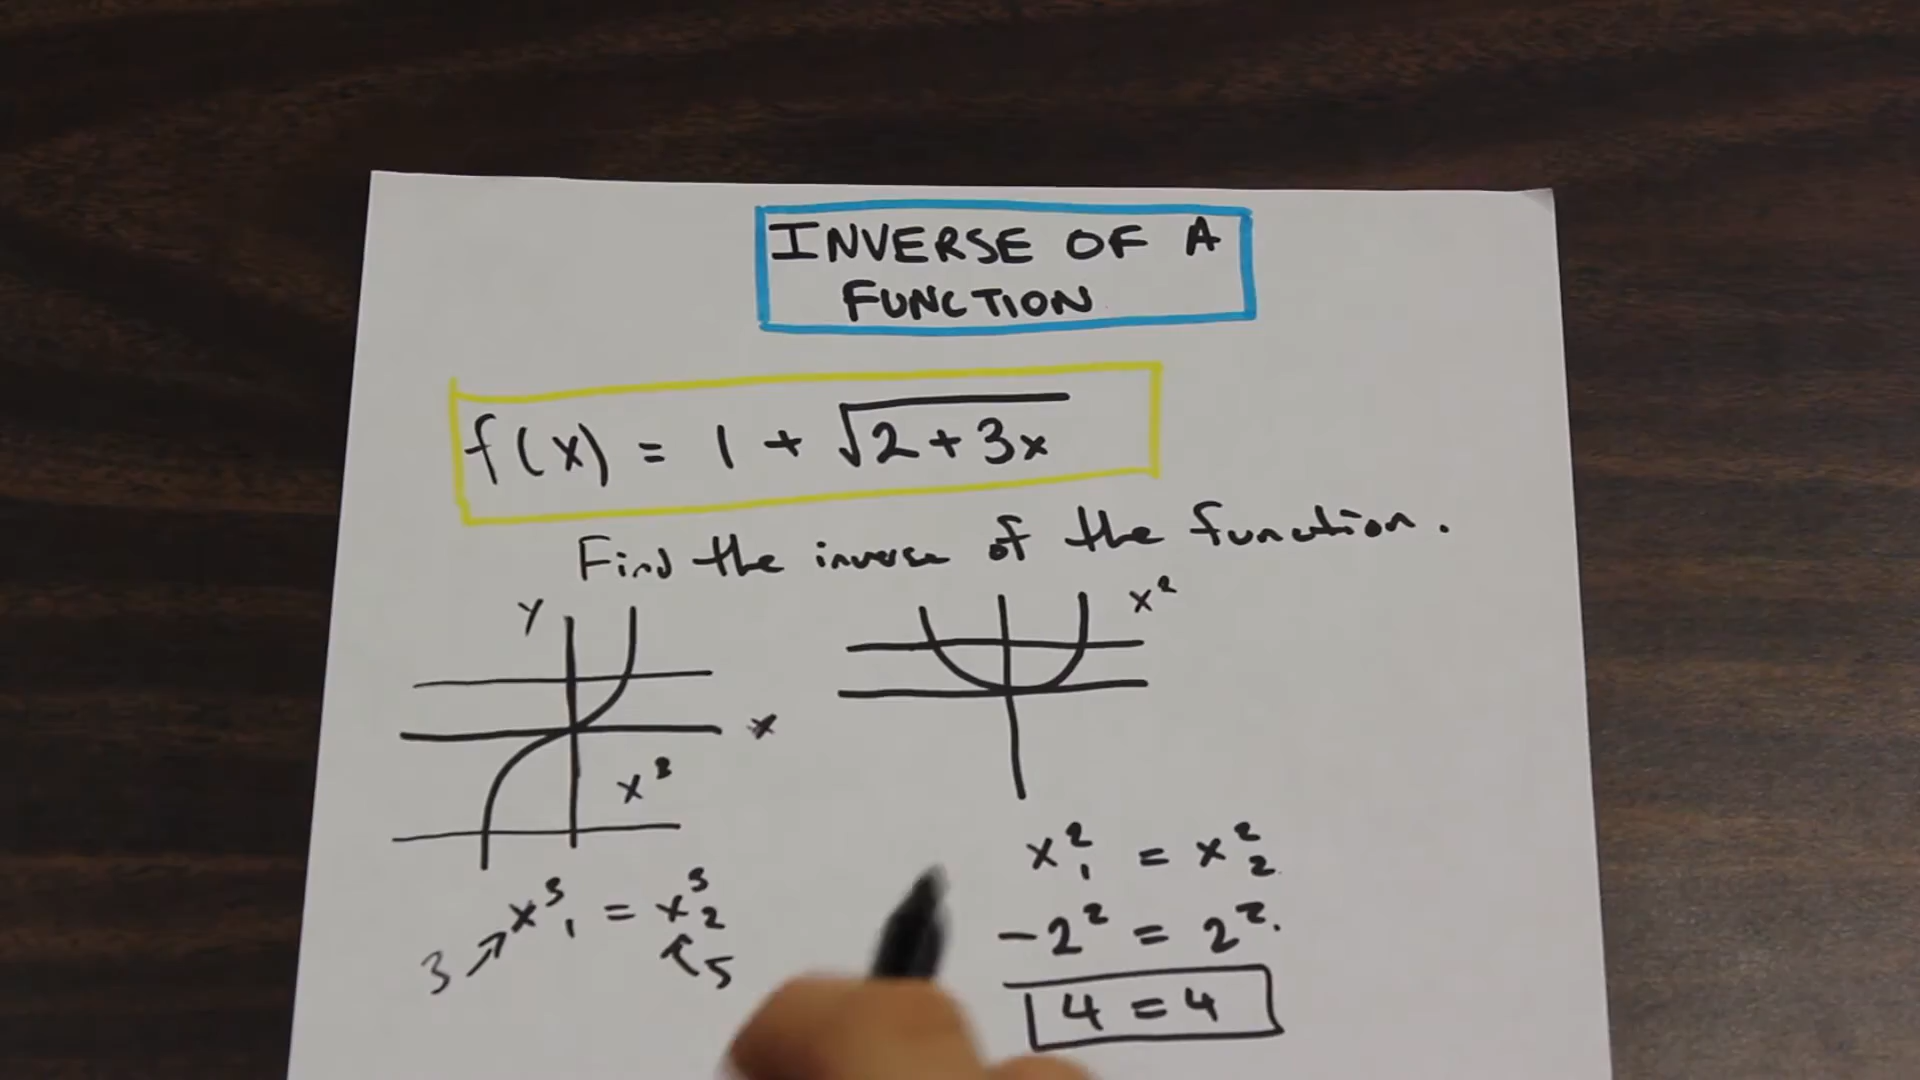 INVERSE OF A
FUNCTION
f(x) = 1 + √2 + 3x
Find the inverse of the function.
y
x
x³
x₁³ = x₂³
3
5
x²
x₁² = x₂²
-2² = 2²
4 = 4